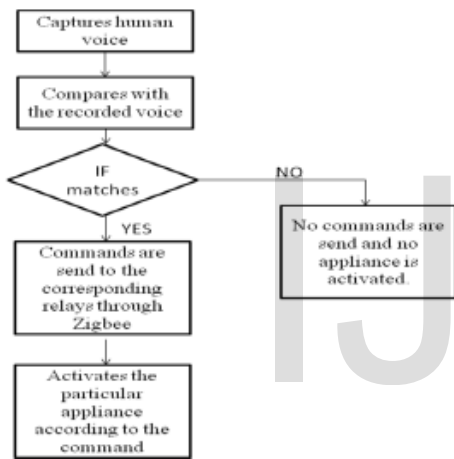 Captures human
voice
Compares with
the recorded voice
IF
matches
NO
YES
No commands are
send and no
appliance is
activated.
Commands are
send to the
corresponding
relays through
Zigbee
Activates the
particular
appliance
according to the
command
IJ